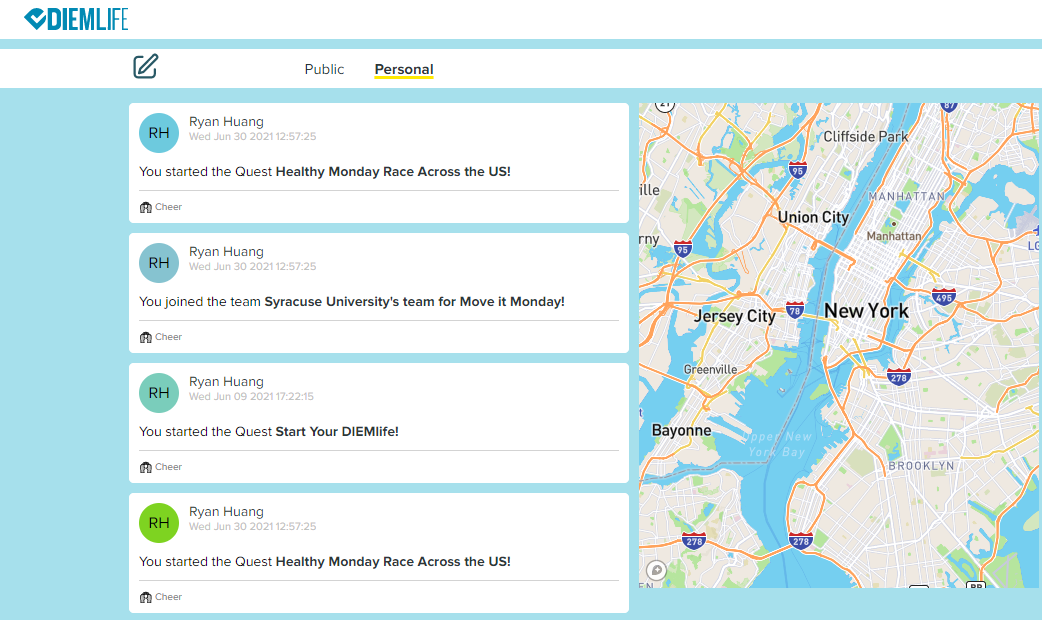 DIEMLIFE
Public Personal
RH
Ryan Huang
Wed Jun 30 2021 12:57:25
You started the Quest Healthy Monday Race Across the US!
Cheer
RH
Ryan Huang
Wed Jun 30 2021 12:57:25
You joined the team Syracuse University's team for Move it Monday!
Cheer
RH
Ryan Huang
Wed Jun 09 2021 17:22:15
You started the Quest Start Your DIEMlife!
Cheer
RH
Ryan Huang
Wed Jun 30 2021 12:57:25
You started the Quest Healthy Monday Race Across the US!
Cheer
21
87
Cliffside Park
95
ille
MANHATTAN
Union City
Manhattan
rny
95
LG
495
78
New York
Jersey City
Greenville
278
t
Bayonne
Upper New
York Bay
BROOKLYN
278
278
EN
BP